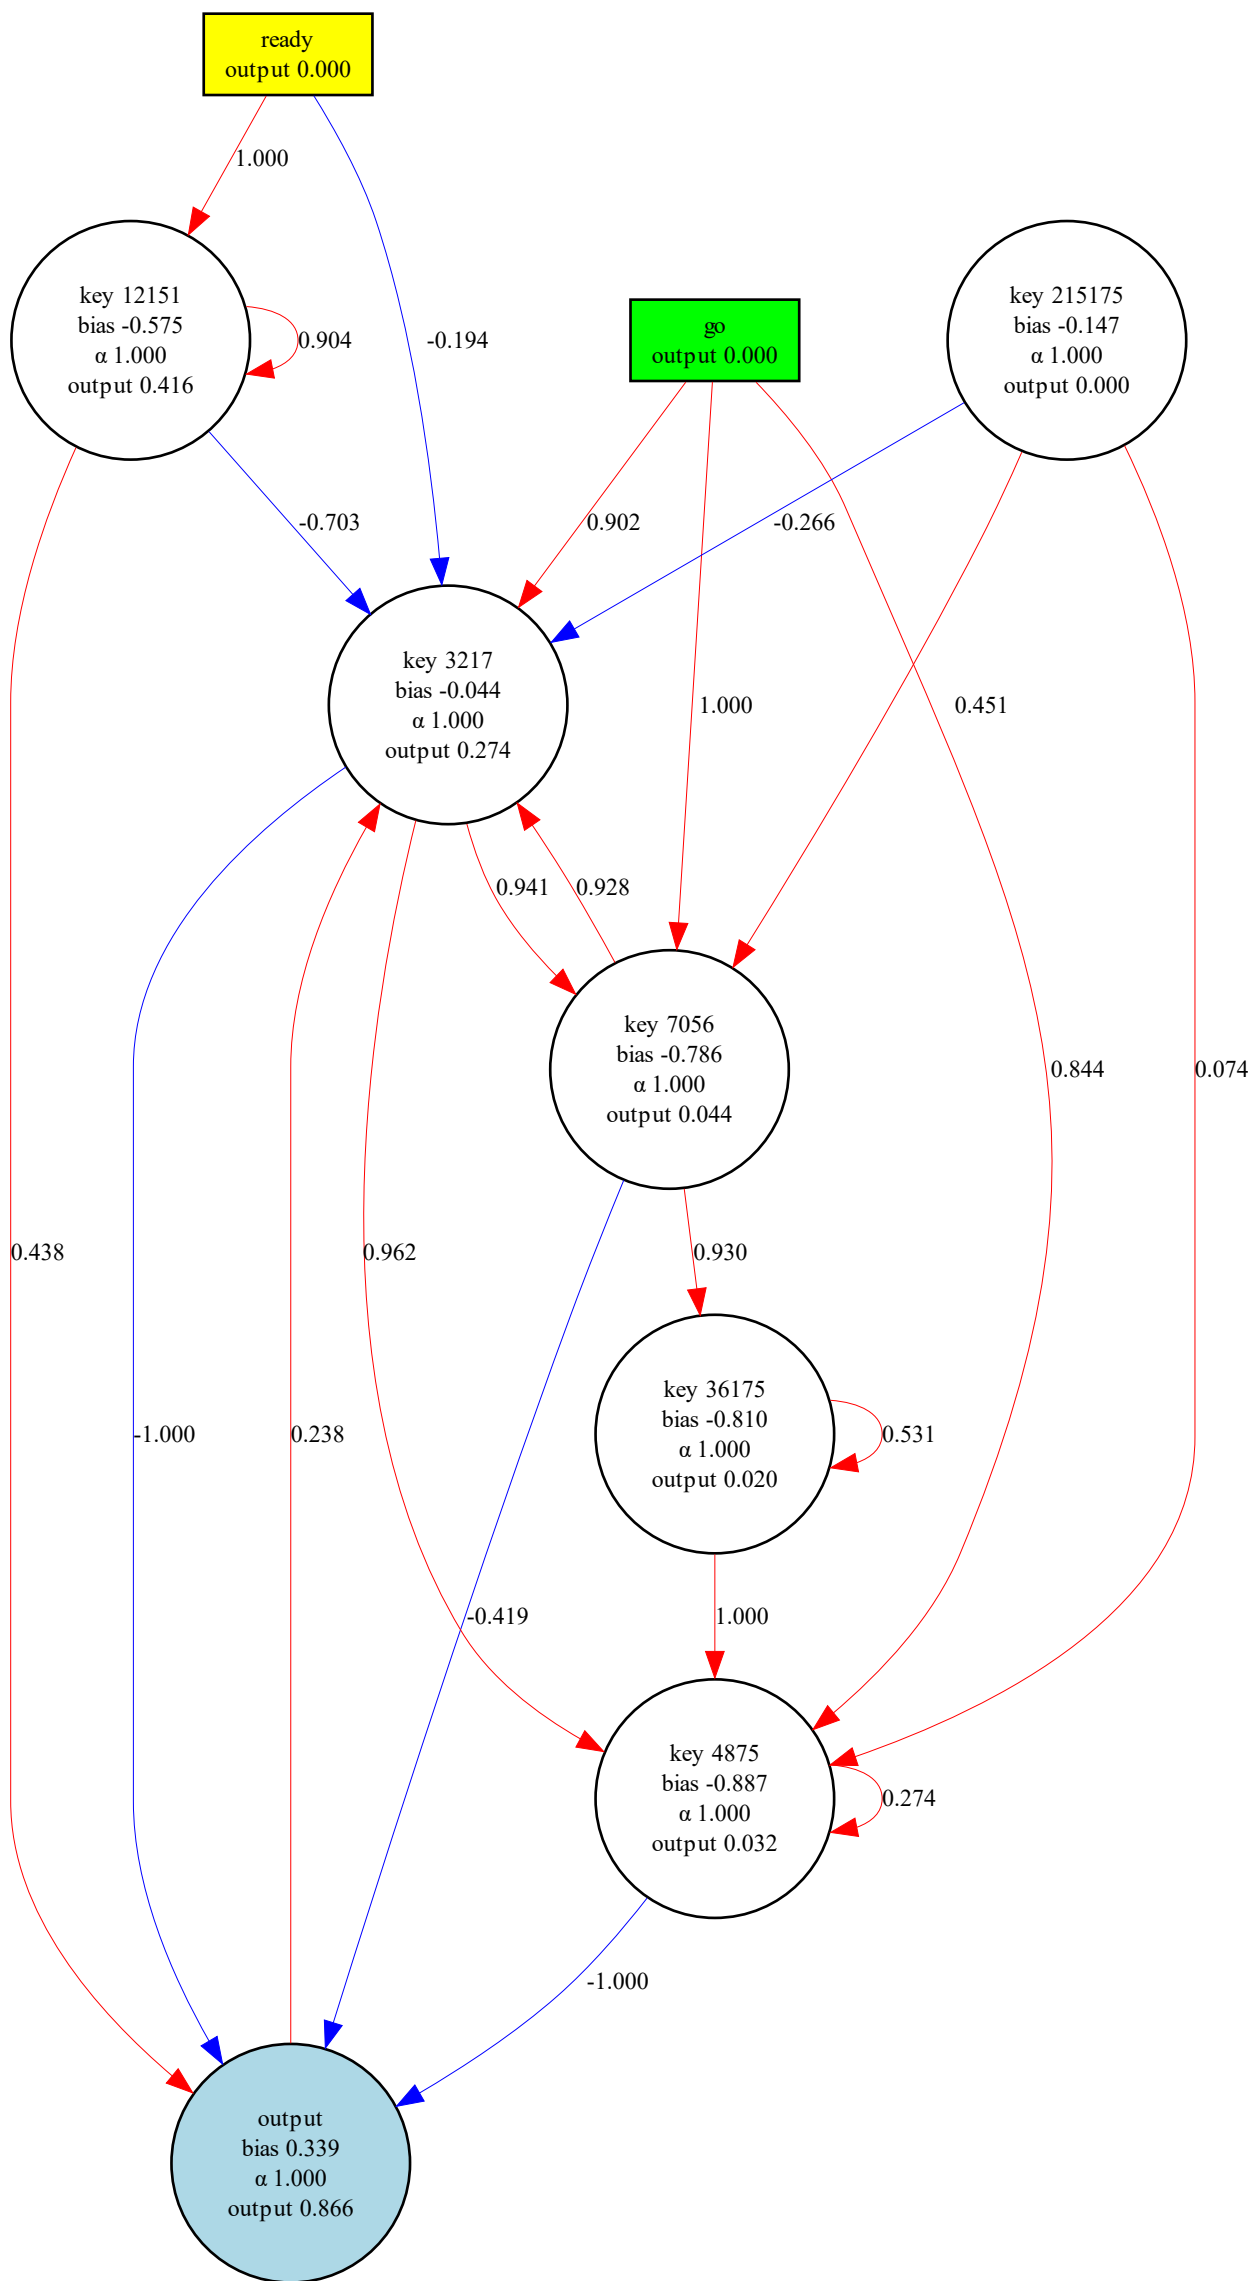 ready
output 0.000
1.000
key 12151
bias -0.575
α 1.000
output 0.416
0.904
-0.194
go
output 0.000
key 215175
bias -0.147
α 1.000
output 0.000
-0.703
0.902
-0.266
key 3217
bias -0.044
α 1.000
output 0.274
1.000
0.451
0.941
0.928
key 7056
bias -0.786
α 1.000
output 0.044
0.844
0.074
0.438
0.962
0.930
key 36175
bias -0.810
α 1.000
output 0.020
0.531
-1.000
0.238
-0.419
1.000
key 4875
bias -0.887
α 1.000
output 0.032
0.274
-1.000
output
bias 0.339
α 1.000
output 0.866